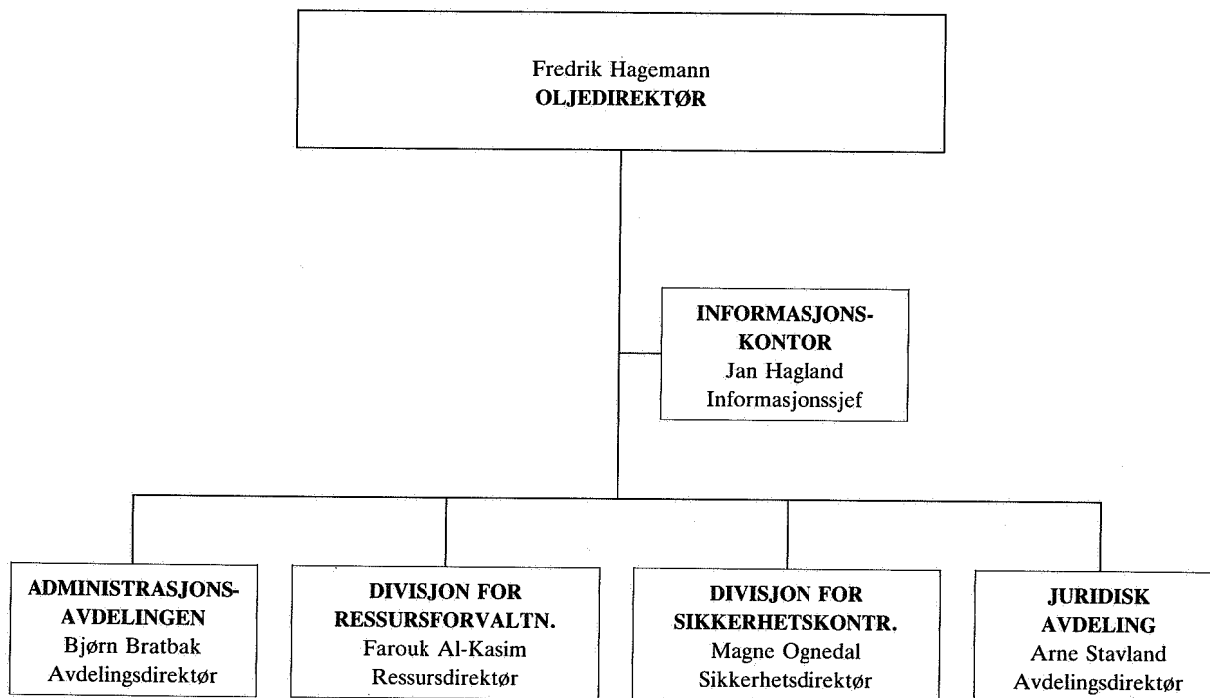 Fredrik Hagemann
OLJEDIREKTØR
INFORMASJONS-
KONTOR
Jan Hagland
Informasjonssjef
ADMINISTRASJONS-
AVDELINGEN
Bjørn Bratbak
Avdelingsdirektør
DIVISJON FOR
RESSURSFORVALTN.
Farouk Al-Kasim
Ressursdirektør
DIVISJON FOR
SIKKERHETSKONTR.
Magne Ognedal
Sikkerhetsdirektør
JURIDISK
AVDELING
Arne Stavland
Avdelingsdirektør